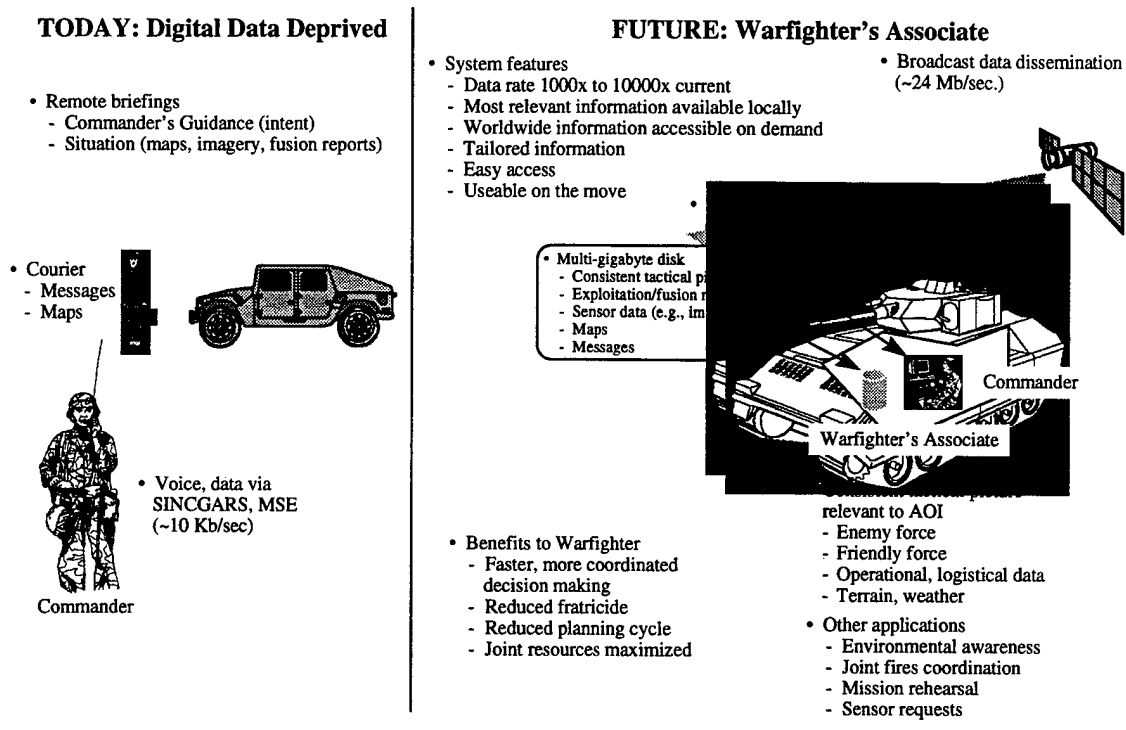 TODAY: Digital Data Deprived
• Remote briefings
- Commander's Guidance (intent)
- Situation (maps, imagery, fusion reports)
• Courier
- Messages
- Maps
• Voice, data via
SINCGARS, MSE
(~10 Kb/sec)
Commander
FUTURE: Warfighter's Associate
• System features
- Data rate 1000x to 10000x current
- Most relevant information available locally
- Worldwide information accessible on demand
- Tailored information
- Easy access
- Useable on the move
• Broadcast data dissemination
(~24 Mb/sec.)
•
• Multi-gigabyte disk
- Consistent tactical
- Exploitation/fusion
- Sensor data (e.g.,
- Maps
- Messages
Commander
Warfighter's Associate
relevant to AOI
- Enemy force
- Friendly force
- Operational, logistical data
- Terrain, weather
• Benefits to Warfighter
- Faster, more coordinated
decision making
- Reduced fratricide
- Reduced planning cycle
- Joint resources maximized
• Other applications
- Environmental awareness
- Joint fires coordination
- Mission rehearsal
- Sensor requests